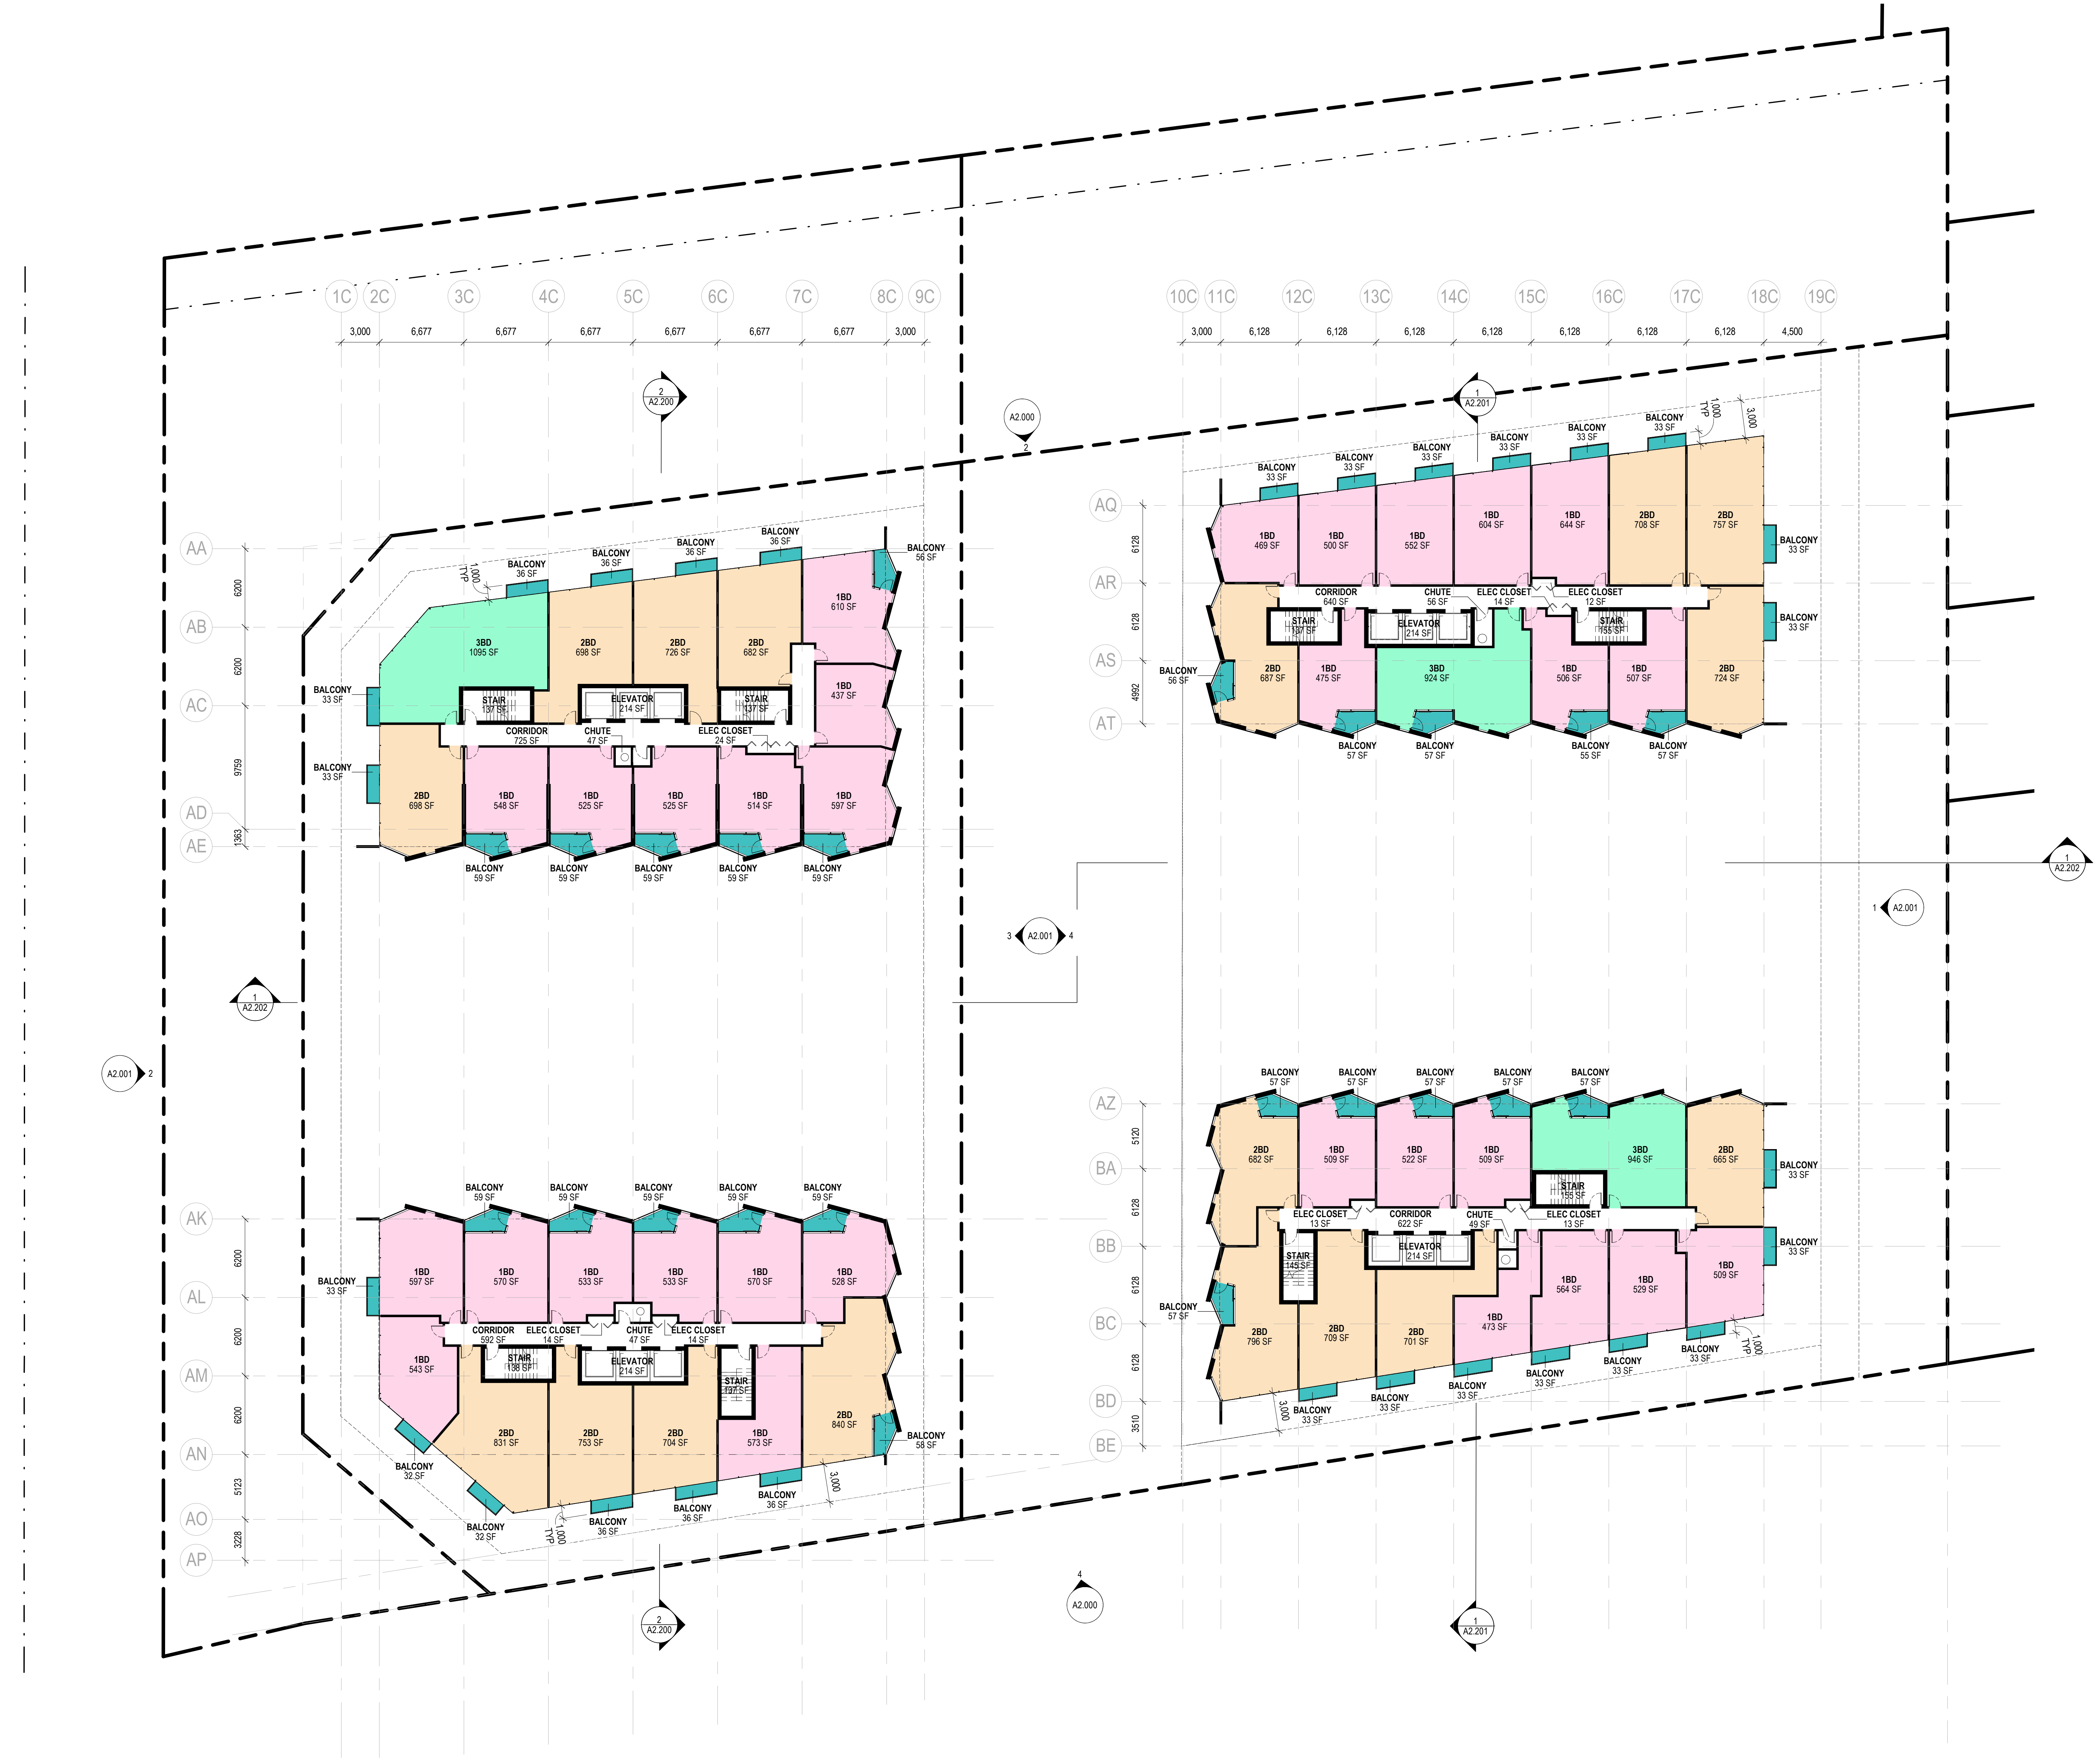 1C 2C 3C 4C 5C 6C 7C 8C 9C
3,000 6,677 6,677 6,677 6,677 6,677 6,677 3,000
10C 11C 12C 13C 14C 15C 16C 17C 18C 19C
3,000 6,128 6,128 6,128 6,128 6,128 6,128 6,128 4,500
2
A2.200
A2.000
2
1
A2.201
AA
AB
AC
AD
AE
6200
6200
9759
1363
1,000
TYP
BALCONY
36 SF
BALCONY
36 SF
BALCONY
36 SF
BALCONY
36 SF
BALCONY
56 SF
3BD
1095 SF
2BD
698 SF
2BD
726 SF
2BD
682 SF
1BD
610 SF
1BD
437 SF
BALCONY
33 SF
STAIR
137 SF
ELEVATOR
214 SF
STAIR
137 SF
CORRIDOR
725 SF
CHUTE
47 SF
ELEC CLOSET
24 SF
BALCONY
33 SF
2BD
698 SF
1BD
548 SF
1BD
525 SF
1BD
525 SF
1BD
514 SF
1BD
597 SF
BALCONY
59 SF
BALCONY
59 SF
BALCONY
59 SF
BALCONY
59 SF
BALCONY
59 SF
AQ
AR
AS
AT
6128
6128
4992
BALCONY
33 SF
BALCONY
33 SF
BALCONY
33 SF
BALCONY
33 SF
BALCONY
33 SF
BALCONY
33 SF
1,000
TYP
3,000
1BD
469 SF
1BD
500 SF
1BD
552 SF
1BD
604 SF
1BD
644 SF
2BD
708 SF
2BD
757 SF
BALCONY
33 SF
CORRIDOR
640 SF
CHUTE
56 SF
ELEC CLOSET
14 SF
ELEC CLOSET
12 SF
STAIR
137 SF
ELEVATOR
214 SF
STAIR
155 SF
BALCONY
33 SF
BALCONY
56 SF
2BD
687 SF
1BD
475 SF
3BD
924 SF
1BD
506 SF
1BD
507 SF
2BD
724 SF
BALCONY
57 SF
BALCONY
57 SF
BALCONY
55 SF
BALCONY
57 SF
1
A2.202
1 A2.001
3 A2.001 4
1
A2.202
A2.001 2
AK
AL
AM
AN
AO
AP
6200
6200
6200
5123
3228
BALCONY
59 SF
BALCONY
59 SF
BALCONY
59 SF
BALCONY
59 SF
BALCONY
59 SF
BALCONY
33 SF
1BD
597 SF
1BD
570 SF
1BD
533 SF
1BD
533 SF
1BD
570 SF
1BD
528 SF
CORRIDOR
592 SF
ELEC CLOSET
14 SF
CHUTE
47 SF
ELEC CLOSET
14 SF
1BD
543 SF
STAIR
138 SF
ELEVATOR
214 SF
STAIR
2BD
831 SF
2BD
753 SF
2BD
704 SF
1BD
573 SF
2BD
840 SF
BALCONY
58 SF
BALCONY
32 SF
BALCONY
32 SF
BALCONY
36 SF
BALCONY
36 SF
BALCONY
36 SF
1,000
TYP
3,000
AZ
BA
BB
BC
BD
BE
5120
6128
6128
6128
3510
BALCONY
57 SF
BALCONY
57 SF
BALCONY
57 SF
BALCONY
57 SF
BALCONY
57 SF
2BD
682 SF
1BD
509 SF
1BD
522 SF
1BD
509 SF
3BD
946 SF
2BD
665 SF
BALCONY
33 SF
STAIR
155 SF
ELEC CLOSET
13 SF
CORRIDOR
622 SF
CHUTE
49 SF
ELEC CLOSET
13 SF
STAIR
145 SF
ELEVATOR
214 SF
BALCONY
33 SF
BALCONY
57 SF
2BD
796 SF
2BD
709 SF
2BD
701 SF
1BD
473 SF
1BD
564 SF
1BD
529 SF
1BD
509 SF
BALCONY
33 SF
BALCONY
33 SF
BALCONY
33 SF
BALCONY
33 SF
BALCONY
33 SF
BALCONY
33 SF
1,000
TYP
3,000
2
A2.200
4
A2.000
1
A2.201